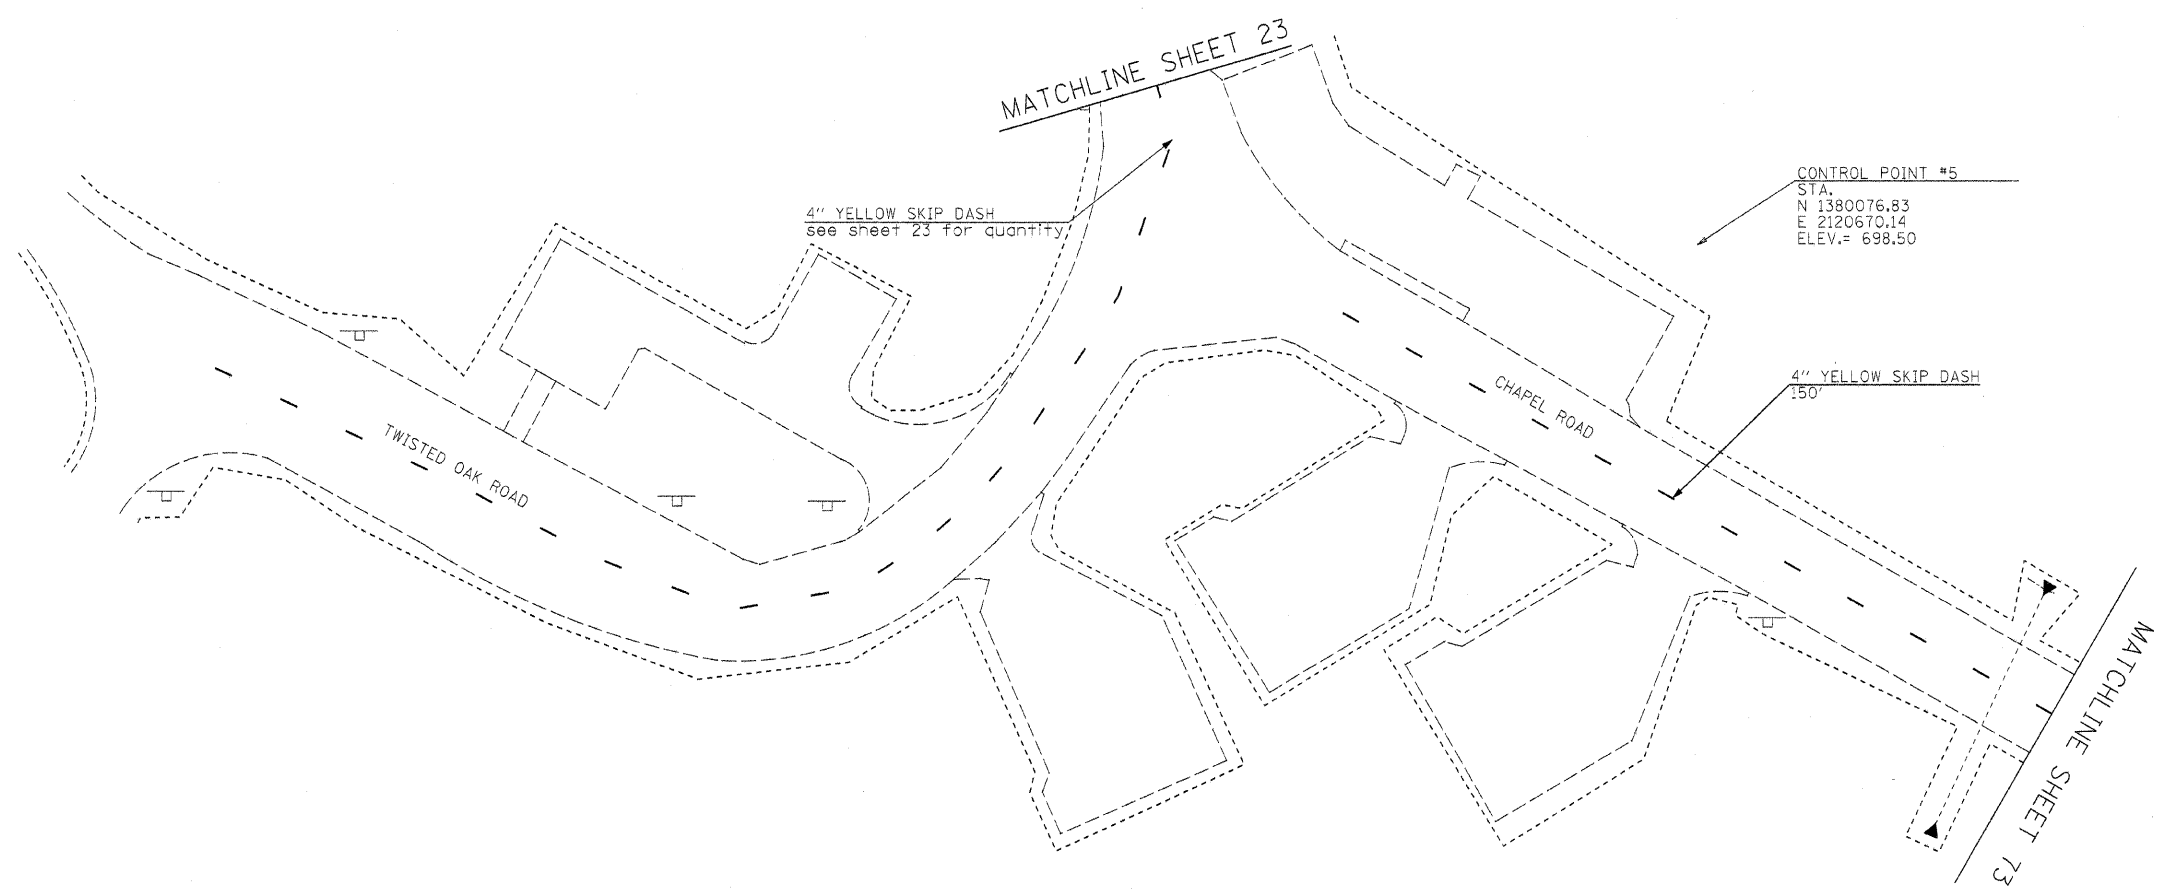 MATCHLINE SHEET 23
4" YELLOW SKIP DASH
see sheet 23 for quantity
CONTROL POINT #5
STA.
N 1380076.83
E 2120670.14
ELEV.= 698.50
4" YELLOW SKIP DASH
150'
CHAPEL ROAD
TWISTED OAK ROAD
MATCHLINE SHEET 73